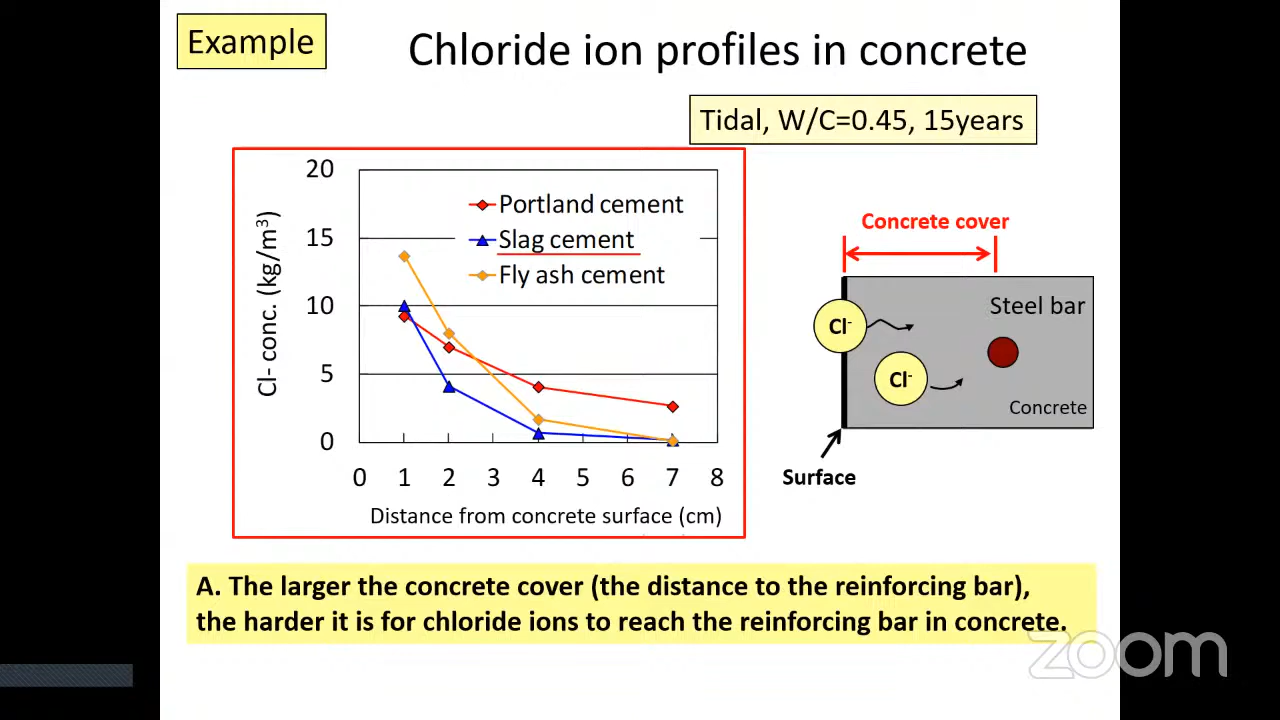 Example
Chloride ion profiles in concrete
Tidal, W/C=0.45, 15years
20
15
10
5
0
Cl- conc. (kg/m³)
Portland cement
Slag cement
Fly ash cement
0 1 2 3 4 5 6 7 8
Distance from concrete surface (cm)
Concrete cover
Steel bar
Cl⁻
Cl⁻
Concrete
Surface
A. The larger the concrete cover (the distance to the reinforcing bar),
the harder it is for chloride ions to reach the reinforcing bar in concrete.
zoom